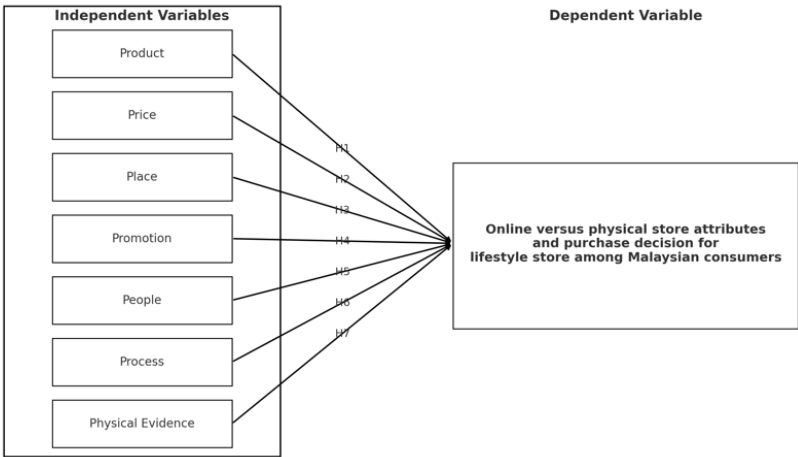 Independent Variables
Dependent Variable
Product
Price
Place
Promotion
People
Process
Physical Evidence
H1
H2
H3
H4
H5
H6
H7
Online versus physical store attributes
and purchase decision for
lifestyle store among Malaysian consumers